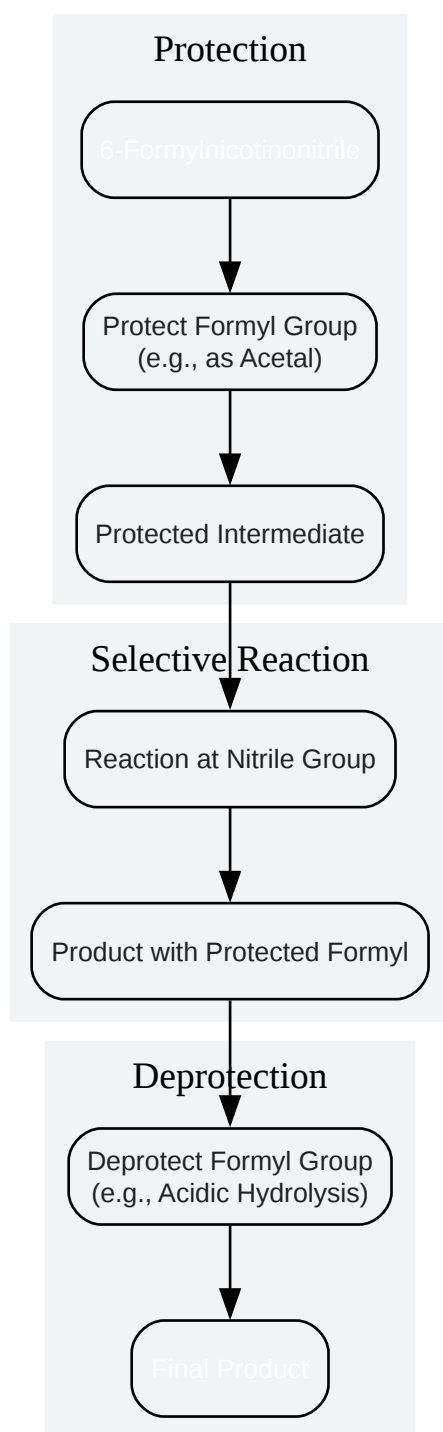 Protection
6-Formylnicotinonitrile
Protect Formyl Group
(e.g., as Acetal)
Protected Intermediate
Selective Reaction
Reaction at Nitrile Group
Product with Protected Formyl
Deprotection
Deprotect Formyl Group
(e.g., Acidic Hydrolysis)
Final Product